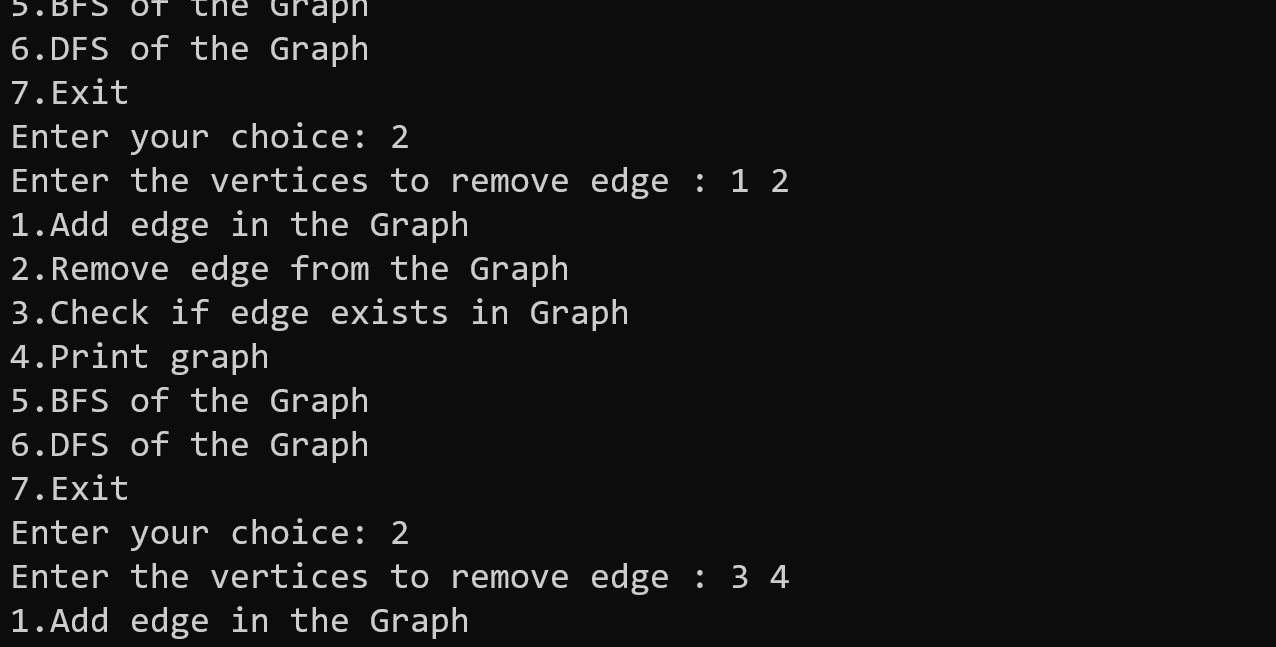 5.BFS of the Graph
6.DFS of the Graph
7.Exit
Enter your choice: 2
Enter the vertices to remove edge : 1 2
1.Add edge in the Graph
2.Remove edge from the Graph
3.Check if edge exists in Graph
4.Print graph
5.BFS of the Graph
6.DFS of the Graph
7.Exit
Enter your choice: 2
Enter the vertices to remove edge : 3 4
1.Add edge in the Graph